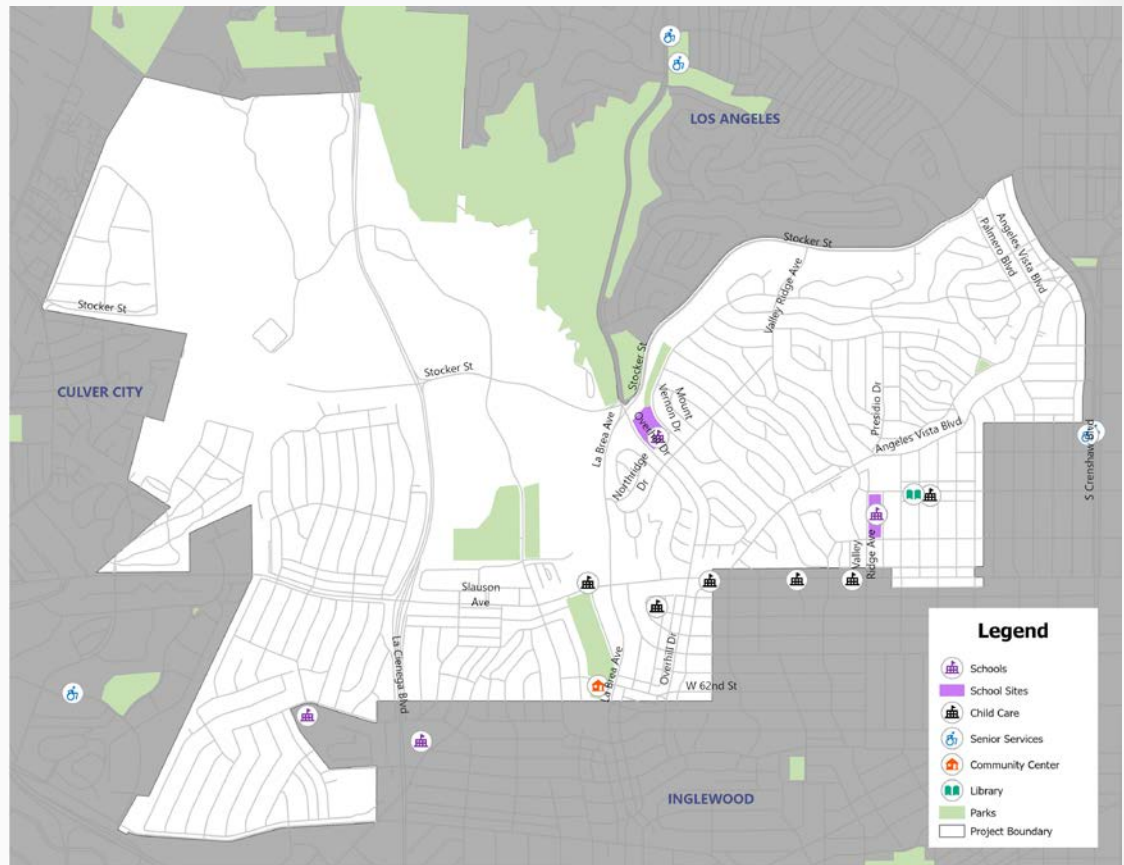 LOS ANGELES
Stocker St
Angeles Vista Blvd
Palmero Blvd
Valley Ridge Ave
Stocker St
Stocker St
Stocker St
CULVER CITY
Mount
Vernon Dr
Presidio Dr
La Brea Ave
Overhill Dr
Angeles Vista Blvd
S Crenshaw Blvd
Northridge
Dr
Valley
Ridge Ave
Slauson
Ave
La Cienega Blvd
La Brea Ave
Overhill Dr
W 62nd St
INGLEWOOD
Legend
Schools
School Sites
Child Care
Senior Services
Community Center
Library
Parks
Project Boundary